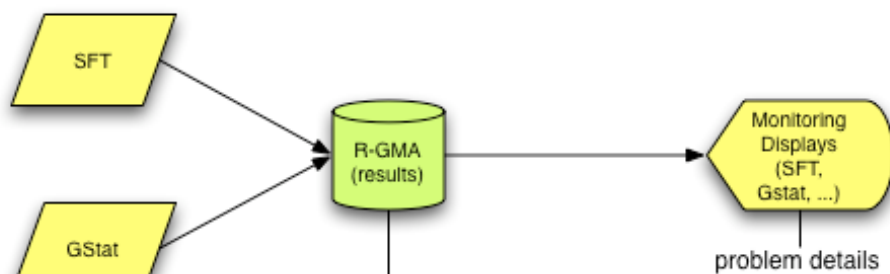 SFT
R-GMA
(results)
Monitoring
Displays
(SFT,
Gstat, ...)
GStat
problem details